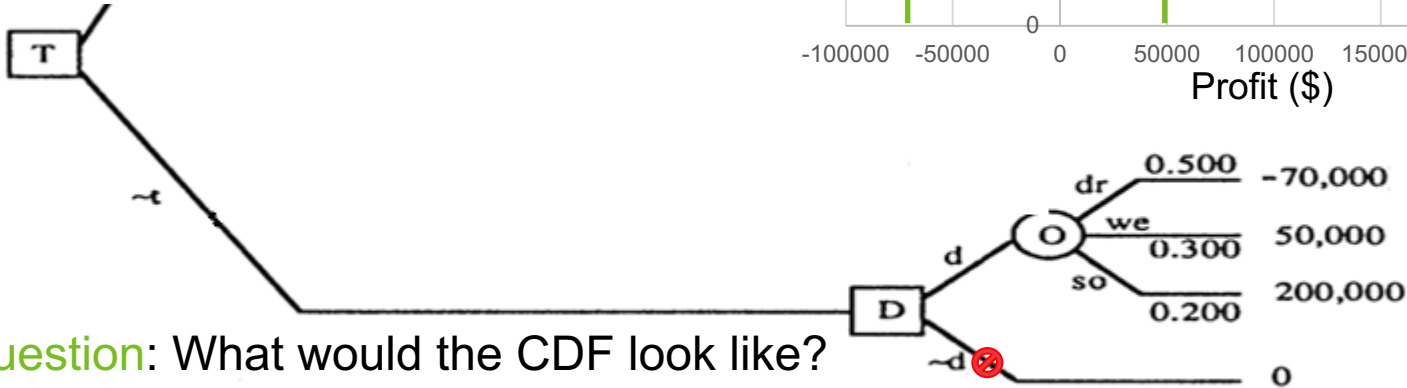 T
0
-100000 -50000 0 50000 100000 15000
Profit ($)
~t
dr 0.500 -70,000
O we 0.300 50,000
d
so 0.200 200,000
D
uestion: What would the CDF look like?
~d 0